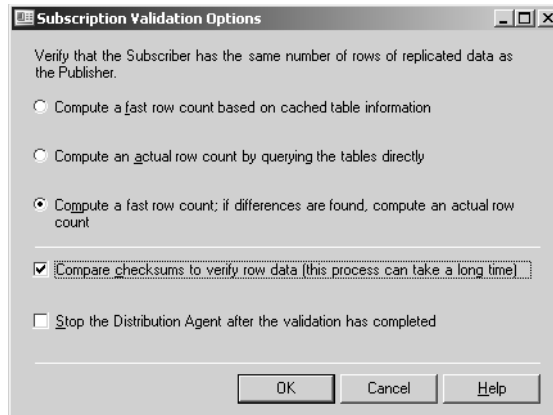 Subscription Validation Options
Verify that the Subscriber has the same number of rows of replicated data as
the Publisher.
Compute a fast row count based on cached table information
Compute an actual row count by querying the tables directly
Compute a fast row count; if differences are found, compute an actual row
count
Compare checksums to verify row data (this process can take a long time)
Stop the Distribution Agent after the validation has completed
OK Cancel Help